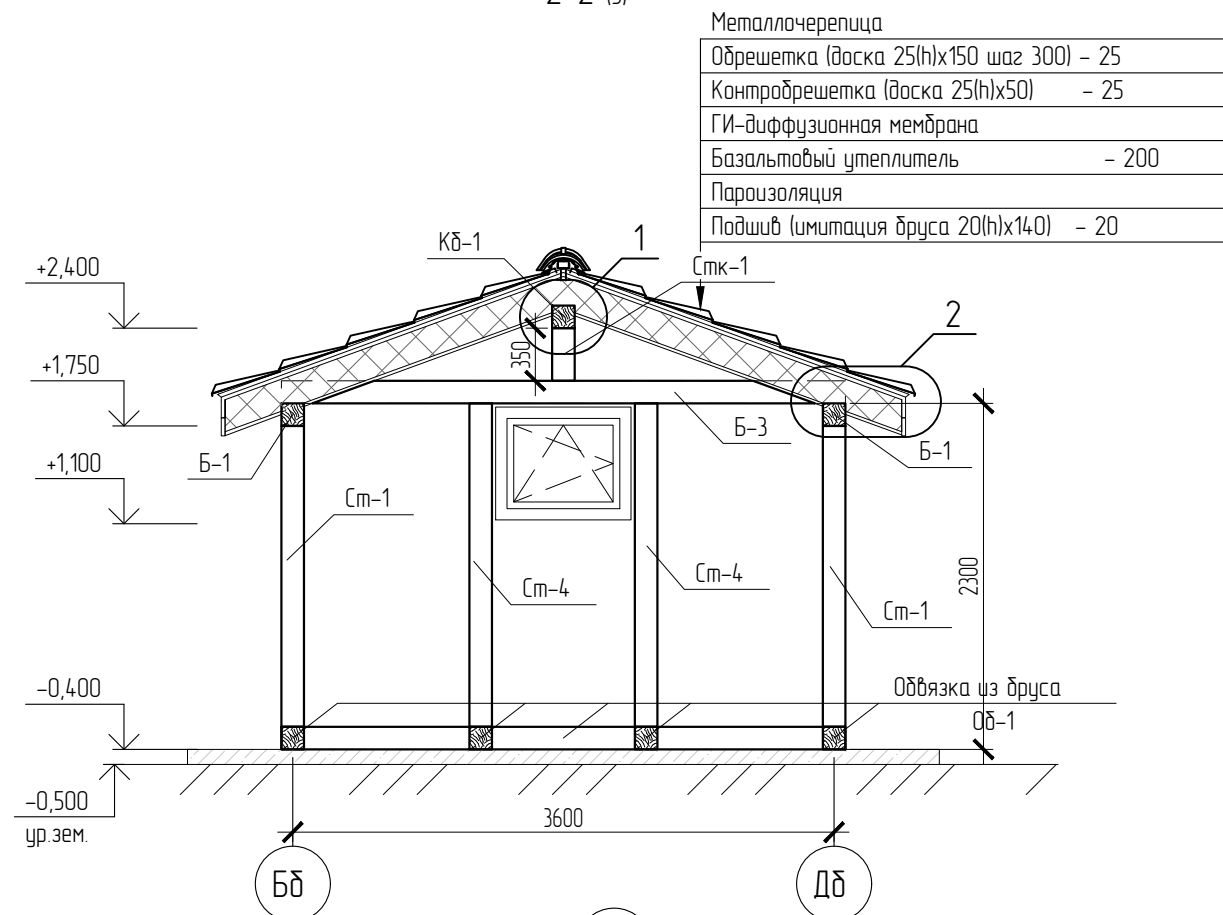 Металлочерепица
Обрешетка (доска 25(h)х150 шаг 300) – 25
Контробрешетка (доска 25(h)х50) – 25
ГИ-диффузионная мембрана
Базальтовый утеплитель – 200
Пароизоляция
Подшив (имитация бруса 20(h)х140) – 20
Кб-1
1
Стк-1
+2,400
2
350
+1,750
Б-3
Б-1
Б-1
+1,100
Ст-1
Ст-4
Ст-4
Ст-1
2300
-0,400
Обвязка из бруса
Об-1
-0,500
ур.зем.
3600
Бб
Дб